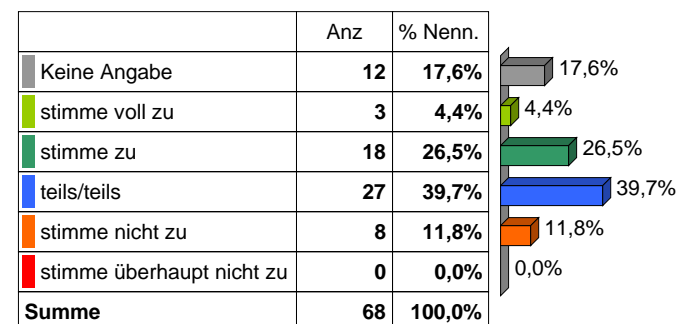 Anz % Nenn.
Keine Angabe 12 17,6% 17,6%
stimme voll zu 3 4,4% 4,4%
stimme zu 18 26,5% 26,5%
teils/teils 27 39,7% 39,7%
stimme nicht zu 8 11,8% 11,8%
stimme überhaupt nicht zu 0 0,0% 0,0%
Summe 68 100,0%